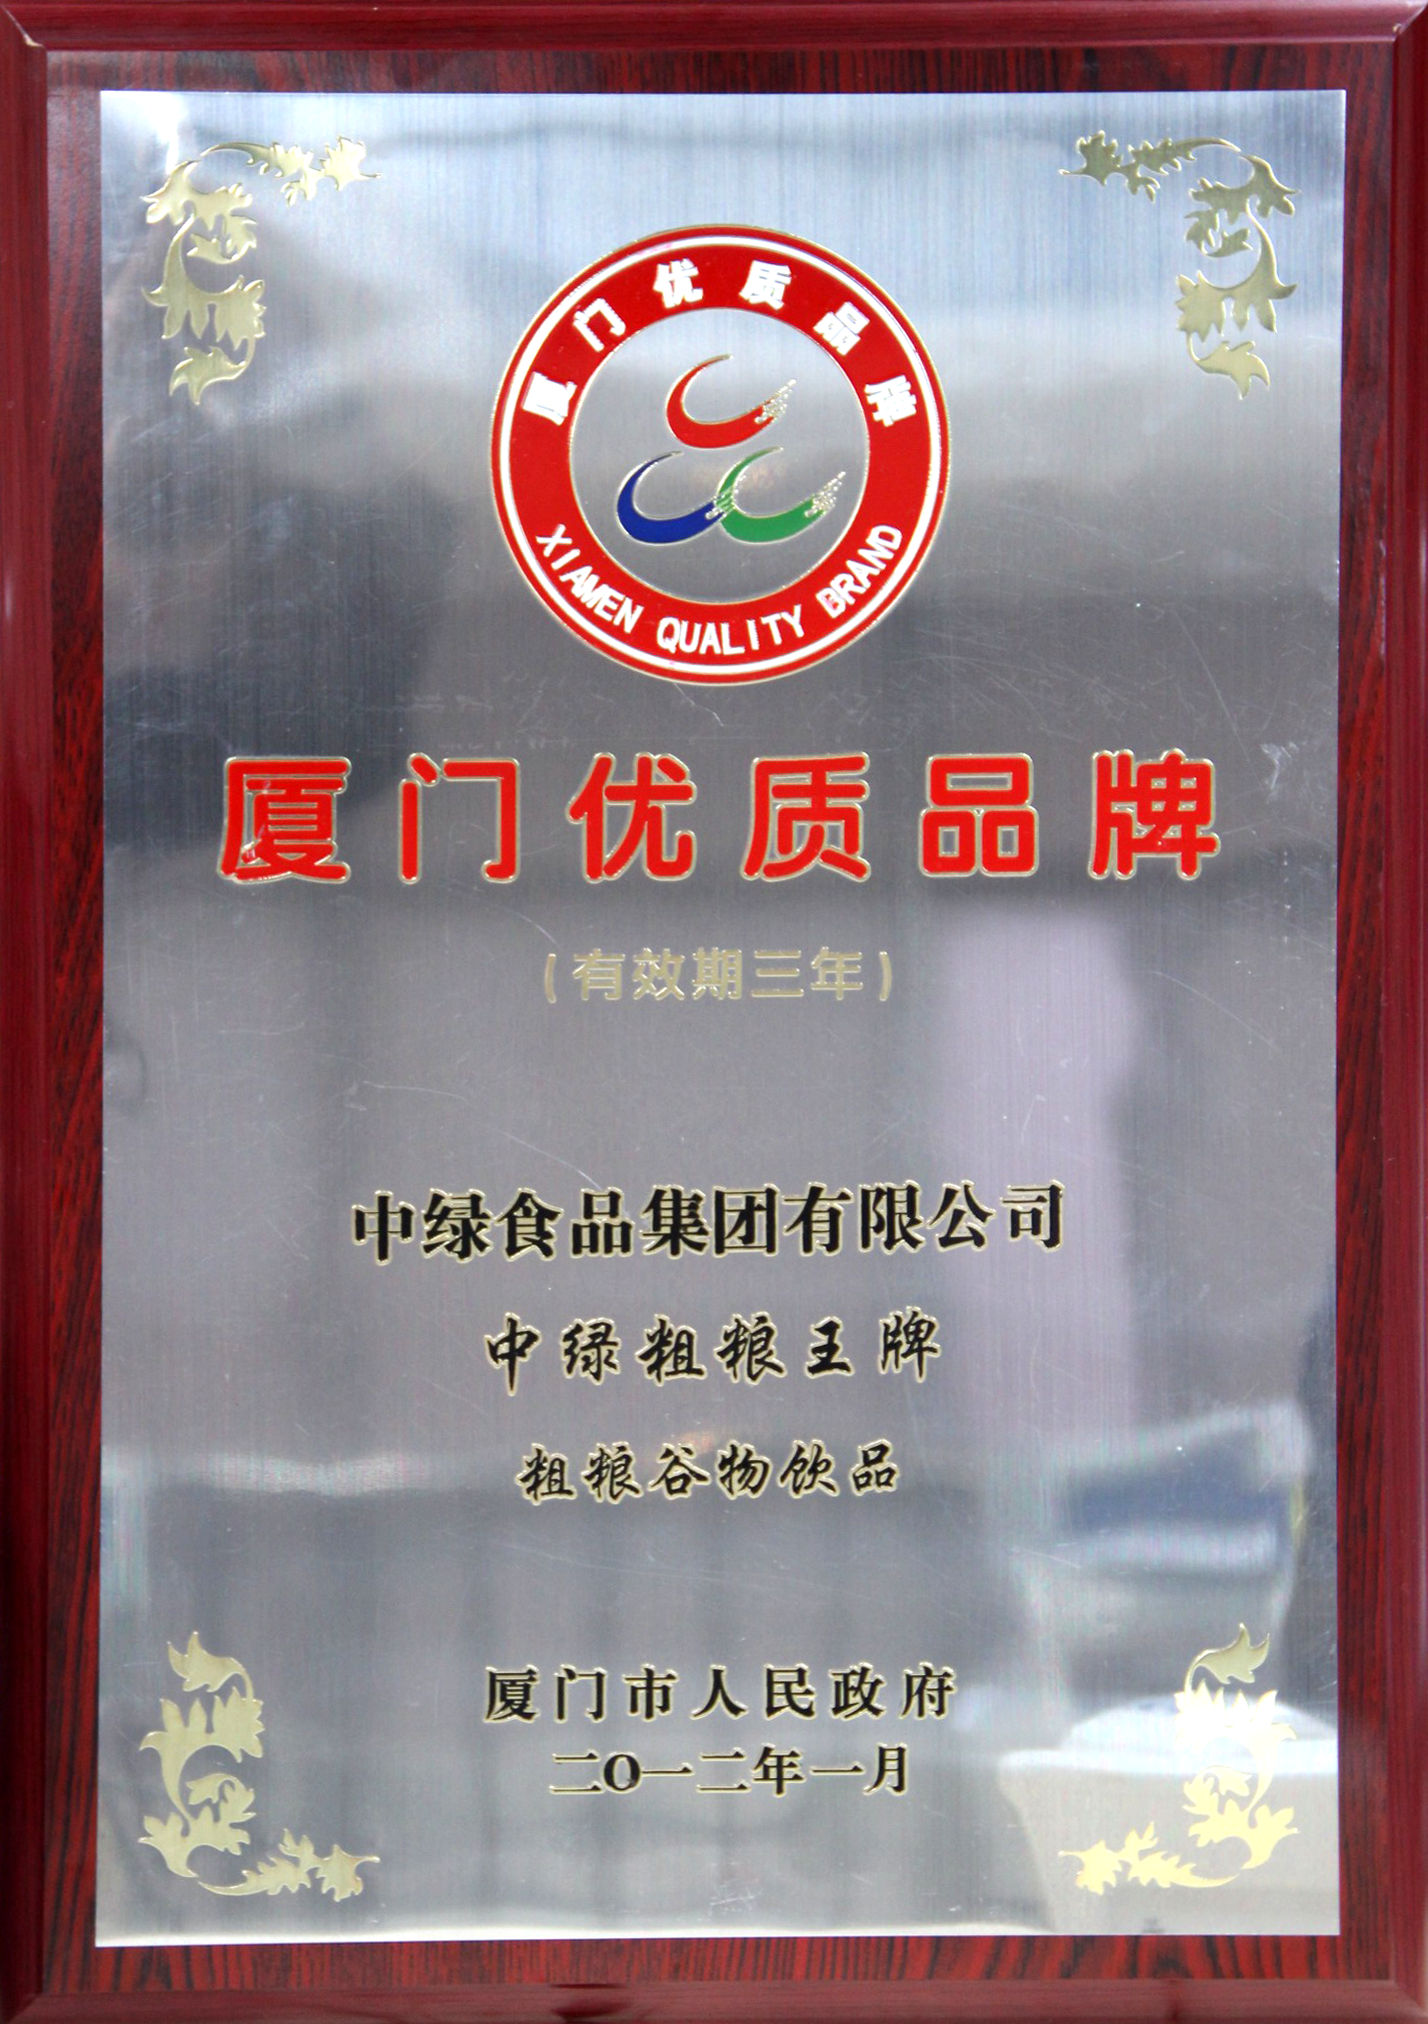 厦门优质品牌
XIAMEN QUALITY BRAND
厦门优质品牌
(有效期三年)
中绿食品集团有限公司
中绿粗粮王牌
粗粮谷物饮品
厦门市人民政府
二O一二年一月